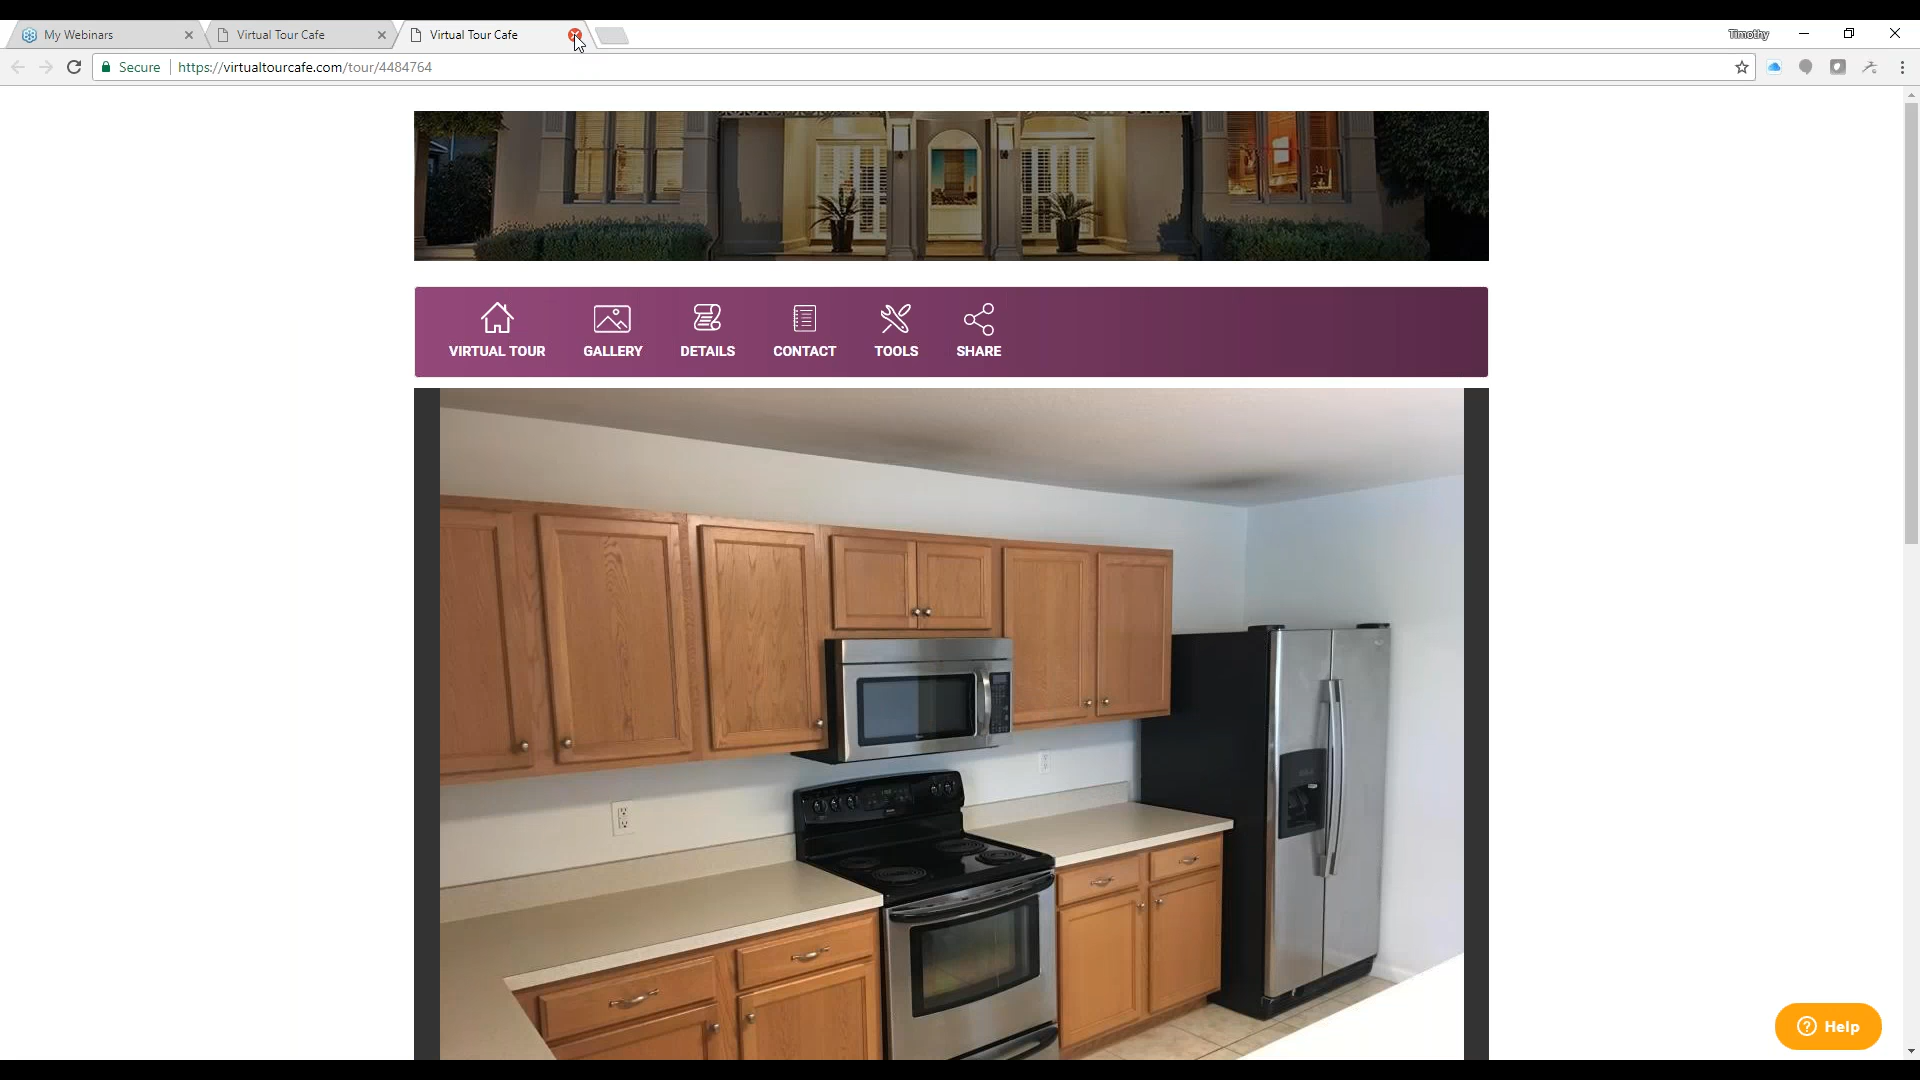 My Webinars
Virtual Tour Cafe
Virtual Tour Cafe
Timothy
Secure
https://virtualtourcafe.com/tour/4484764
VIRTUAL TOUR
GALLERY
DETAILS
CONTACT
TOOLS
SHARE
Help